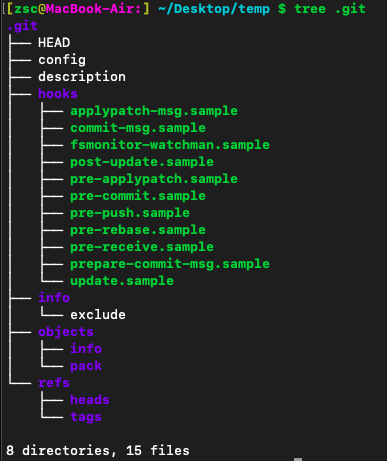 [[zsc@MacBook-Air:] ~/Desktop/temp $ tree .git
.git
├── HEAD
├── config
├── description
├── hooks
│   ├── applypatch-msg.sample
│   ├── commit-msg.sample
│   ├── fsmonitor-watchman.sample
│   ├── post-update.sample
│   ├── pre-applypatch.sample
│   ├── pre-commit.sample
│   ├── pre-push.sample
│   ├── pre-rebase.sample
│   ├── pre-receive.sample
│   ├── prepare-commit-msg.sample
│   └── update.sample
├── info
│   └── exclude
├── objects
│   ├── info
│   └── pack
└── refs
    ├── heads
    └── tags
8 directories, 15 files